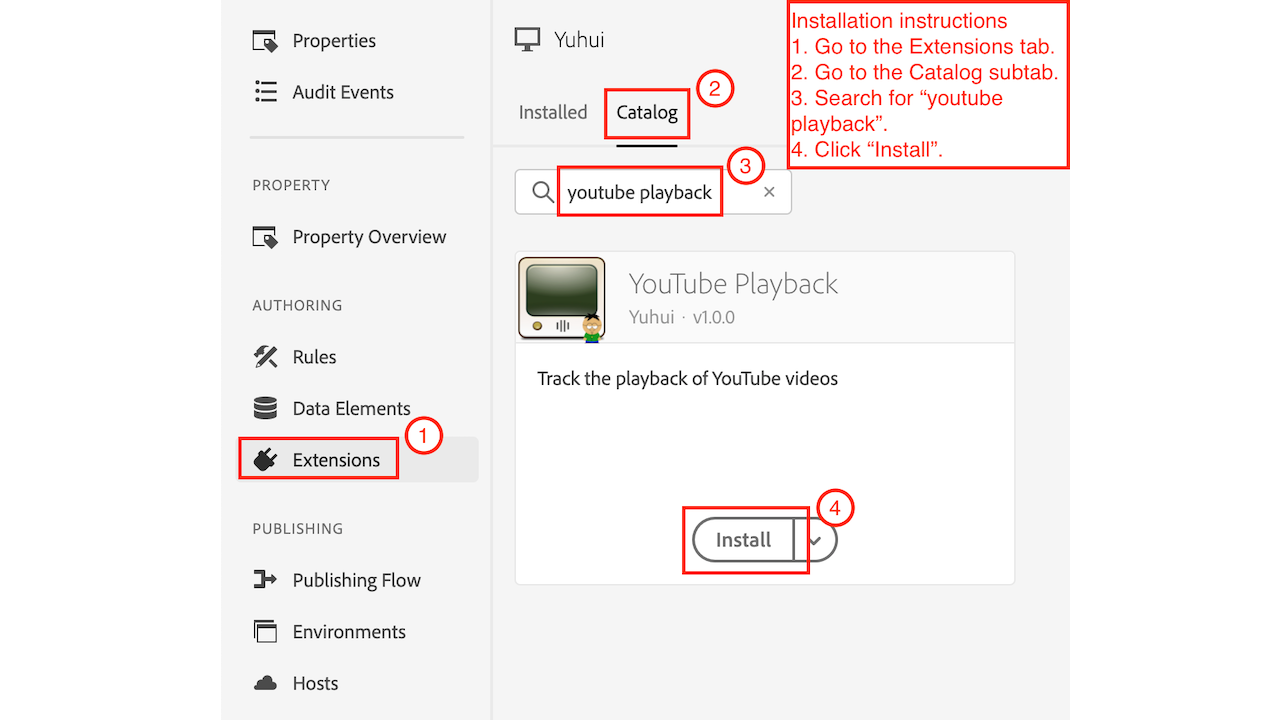 Properties
Audit Events
PROPERTY
Property Overview
AUTHORING
Rules
Data Elements
1
Extensions
PUBLISHING
Publishing Flow
Environments
Hosts
Yuhui
Installed
Catalog
2
youtube playback
3
YouTube Playback
Yuhui · v1.0.0
Track the playback of YouTube videos
Install
4
Installation instructions
1. Go to the Extensions tab.
2. Go to the Catalog subtab.
3. Search for “youtube
playback”.
4. Click “Install”.